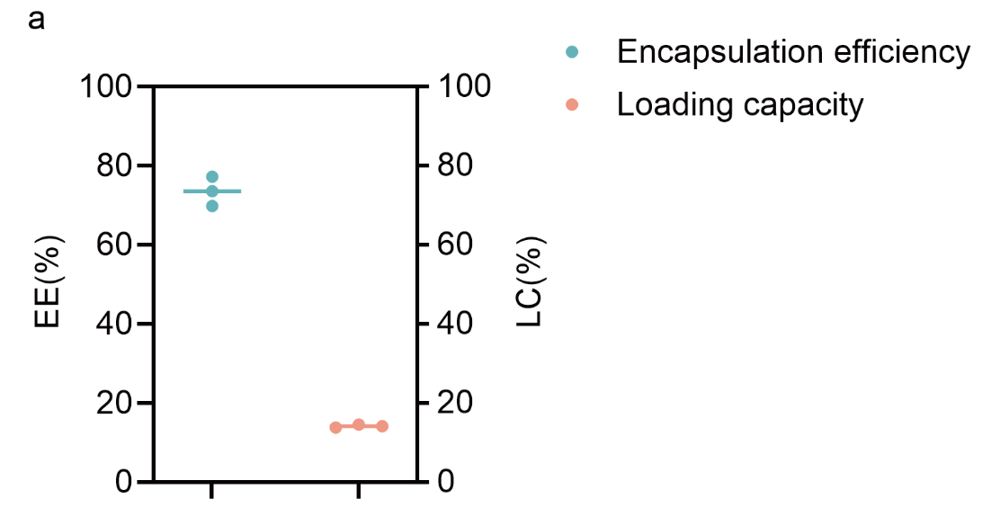 a
Encapsulation efficiency
Loading capacity
EE(%)
100
80
60
40
20
0
100
80
60
40
20
0
LC(%)